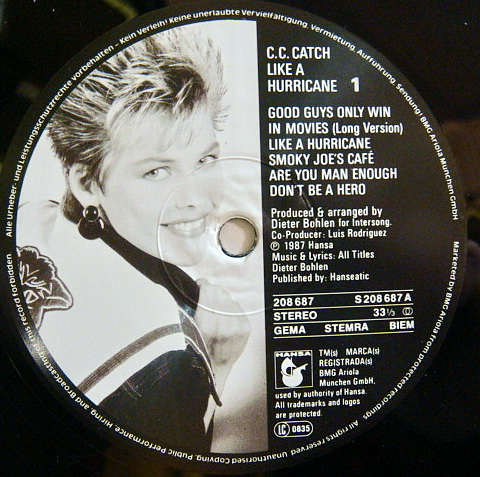 C.C. CATCH
LIKE A
HURRICANE 1
GOOD GUYS ONLY WIN
IN MOVIES (Long Version)
LIKE A HURRICANE
SMOKY JOE'S CAFÉ
ARE YOU MAN ENOUGH
DON'T BE A HERO
Produced & arranged by
Dieter Bohlen for Intersong.
Co-Producer: Luis Rodriguez
℗ 1987 Hansa
Music & Lyrics: All Titles
Dieter Bohlen
Published by: Hanseatic
208 687 S 208 687 A
STEREO 33⅓
GEMA STEMRA BIEM
HANSA
TM(s) MARCA(s)
REGISTRADA(s)
BMG Ariola
Munchen GmbH,
used by authority of Hansa.
All trademarks and logos
are protected.
LC 0835
Alle Urheber- und Leistungsschutzrechte vorbehalten – Kein Verleih! Keine unerlaubte Vervielfältigung, Vermietung, Aufführung, Sendung! BMG Ariola Munchen GmbH
Marketed by BMG Ariola From protected recordings. All rights reserved. Unauthorised Copying, Public Performance, Hiring, and Broadcasting of this record forbidden